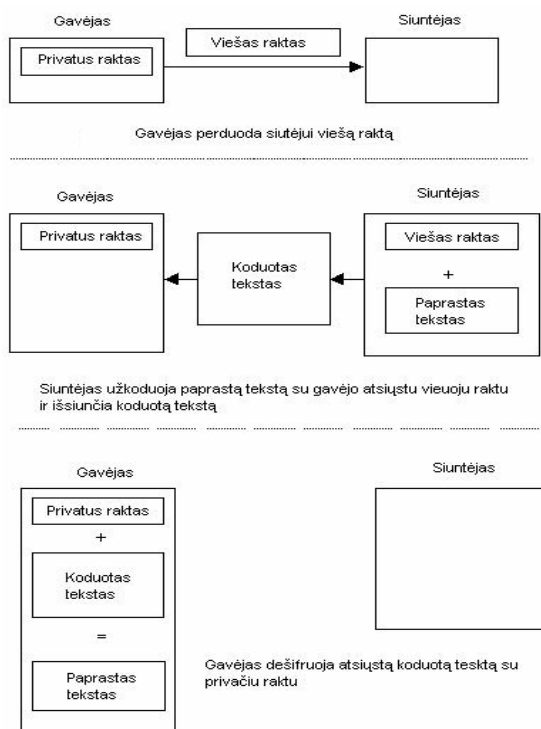 Gavėjas
Siuntėjas
Viešas raktas
Privatus raktas
Gavėjas perduoda siutėjui viešą raktą
Gavėjas
Siuntėjas
Privatus raktas
Viešas raktas
+
Koduotas
tekstas
Paprastas
tekstas
Siuntėjas užkoduoja paprastą tekstą su gavėjo atsiųstu vieuoju raktu
ir išsiunčia koduotą tekstą
Gavėjas
Siuntėjas
Privatus raktas
+
Koduotas
tekstas
=
Paprastas
tekstas
Gavėjas dešifruoja atsiųstą koduotą tesktą su
privačiu raktu